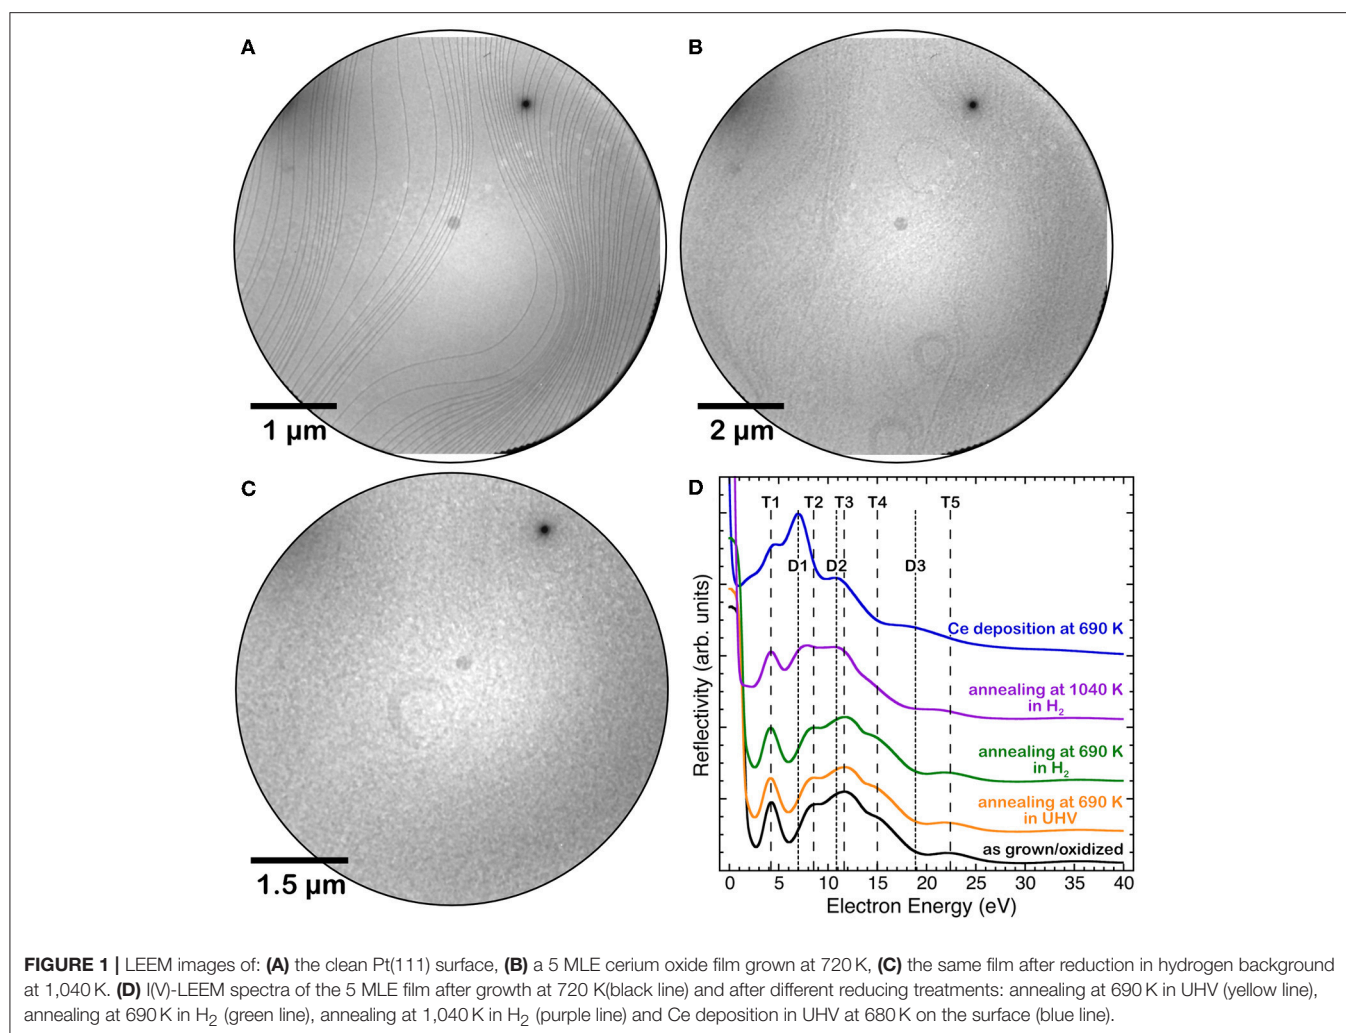 A
1 µm
B
2 µm
C
1.5 µm
D
T1 T2 T3 T4 T5
D1 D2 D3
Ce deposition at 690 K
annealing at 1040 K
in H₂
annealing at 690 K
in H₂
annealing at 690 K
in UHV
as grown/oxidized
Reflectivity (arb. units)
0 5 10 15 20 25 30 35 40
Electron Energy (eV)
FIGURE 1 | LEEM images of: (A) the clean Pt(111) surface, (B) a 5 MLE cerium oxide film grown at 720 K, (C) the same film after reduction in hydrogen background
at 1,040 K. (D) I(V)-LEEM spectra of the 5 MLE film after growth at 720 K(black line) and after different reducing treatments: annealing at 690 K in UHV (yellow line),
annealing at 690 K in H₂ (green line), annealing at 1,040 K in H₂ (purple line) and Ce deposition in UHV at 680 K on the surface (blue line).